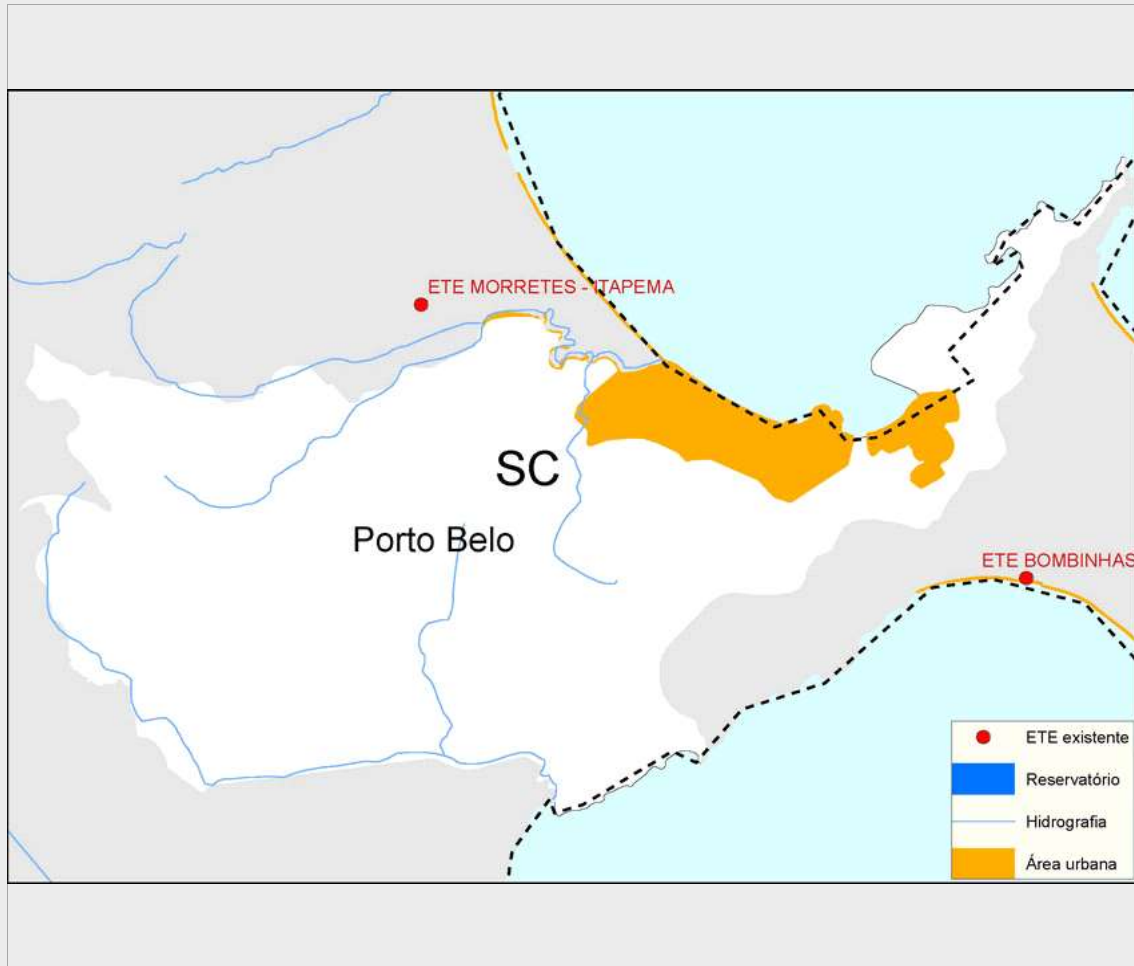 ETE MORRETES - ITAPEMA
SC
Porto Belo
ETE BOMBINHAS
ETE existente
Reservatório
Hidrografia
Área urbana